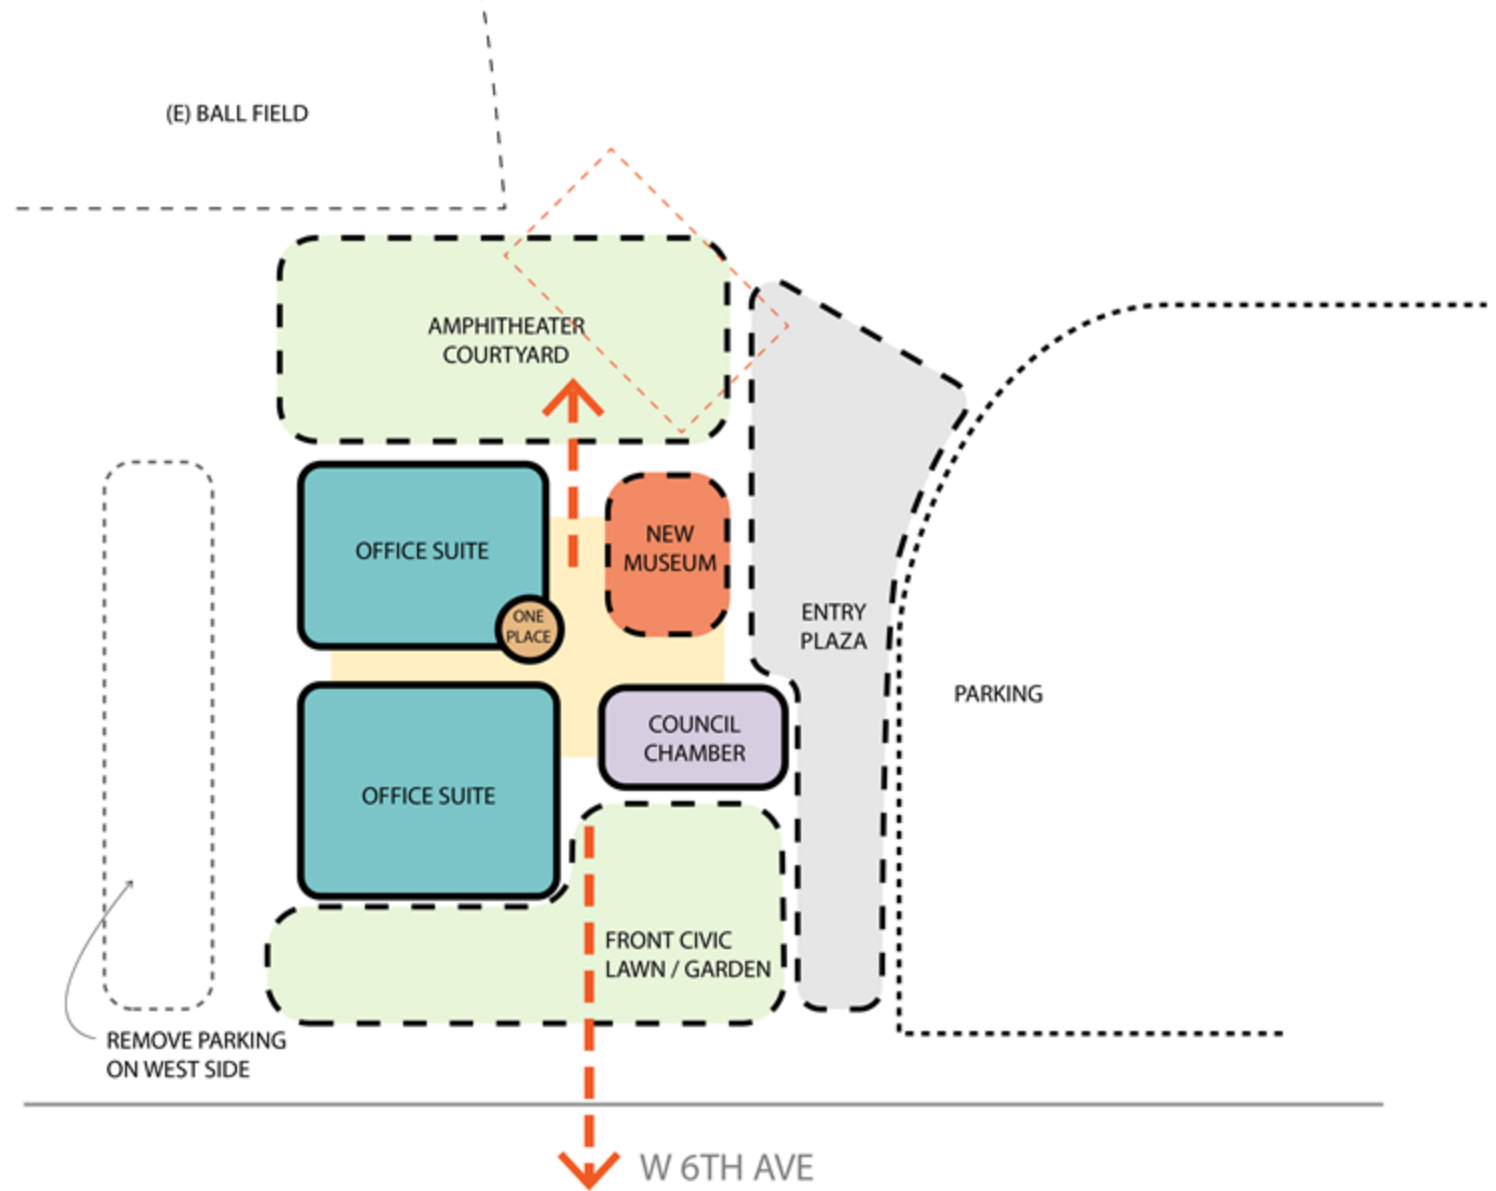 (E) BALL FIELD
AMPHITHEATER
COURTYARD
OFFICE SUITE
NEW
MUSEUM
ONE
PLACE
ENTRY
PLAZA
PARKING
COUNCIL
CHAMBER
OFFICE SUITE
FRONT CIVIC
LAWN / GARDEN
REMOVE PARKING
ON WEST SIDE
W 6TH AVE